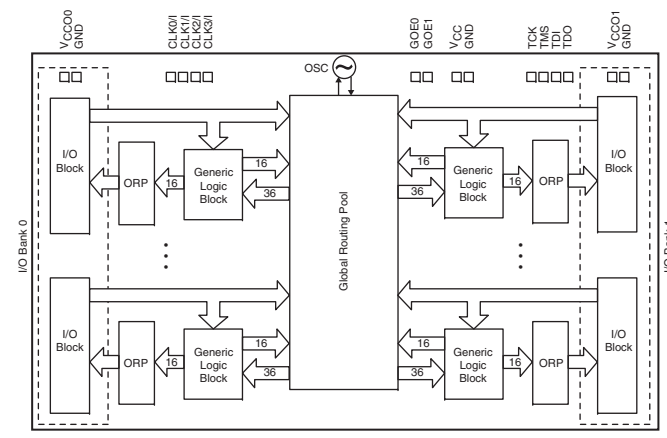 VCCO0
GND
CLK0/I
CLK1/I
CLK2/I
CLK3/I
GOE0
GOE1
VCC
GND
TCK
TMS
TDI
TDO
VCCO1
GND
OSC
I/O Bank 0
I/O
Block
ORP
16
Generic
Logic
Block
16
36
Global Routing Pool
16
36
Generic
Logic
Block
16
ORP
I/O
Block
I/O Bank 1
I/O
Block
ORP
16
Generic
Logic
Block
16
36
16
36
Generic
Logic
Block
16
ORP
I/O
Block